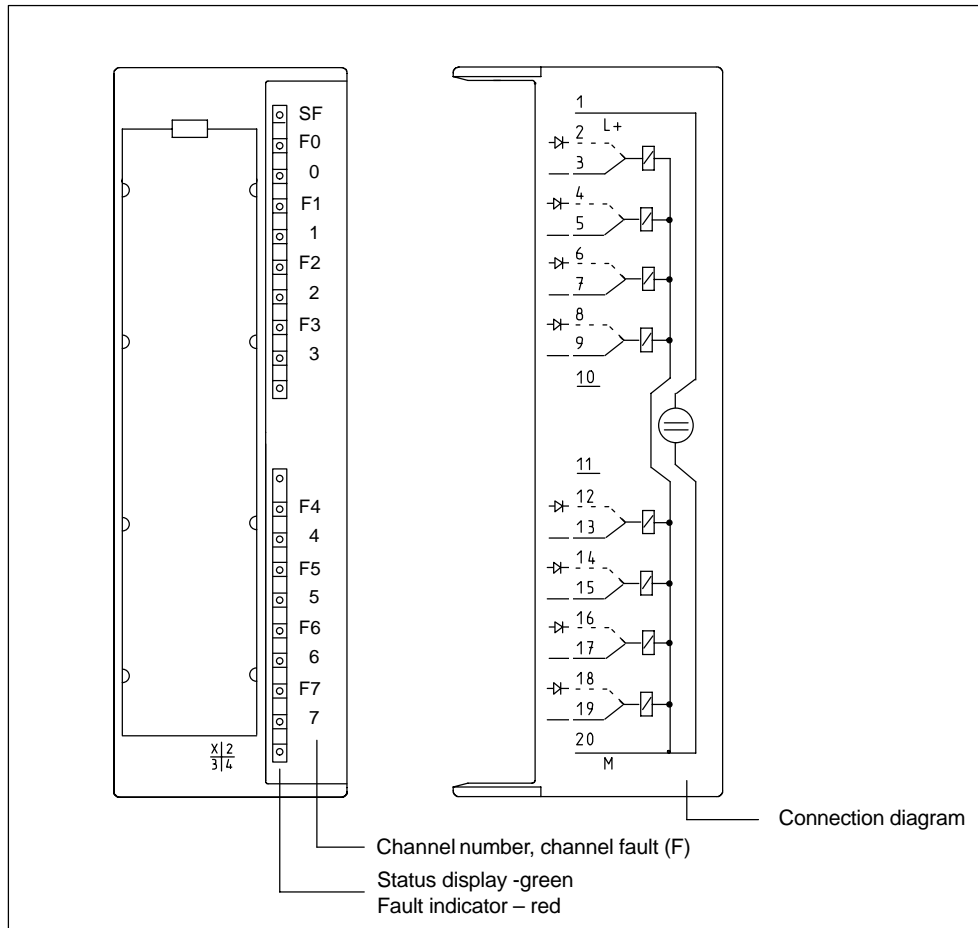 SF
F0
0
F1
1
F2
2
F3
3
F4
4
F5
5
F6
6
F7
7
X 2
3 4
1
L+
2
3
4
5
6
7
8
9
10
11
12
13
14
15
16
17
18
19
20
M
Connection diagram
Channel number, channel fault (F)
Status display -green
Fault indicator – red